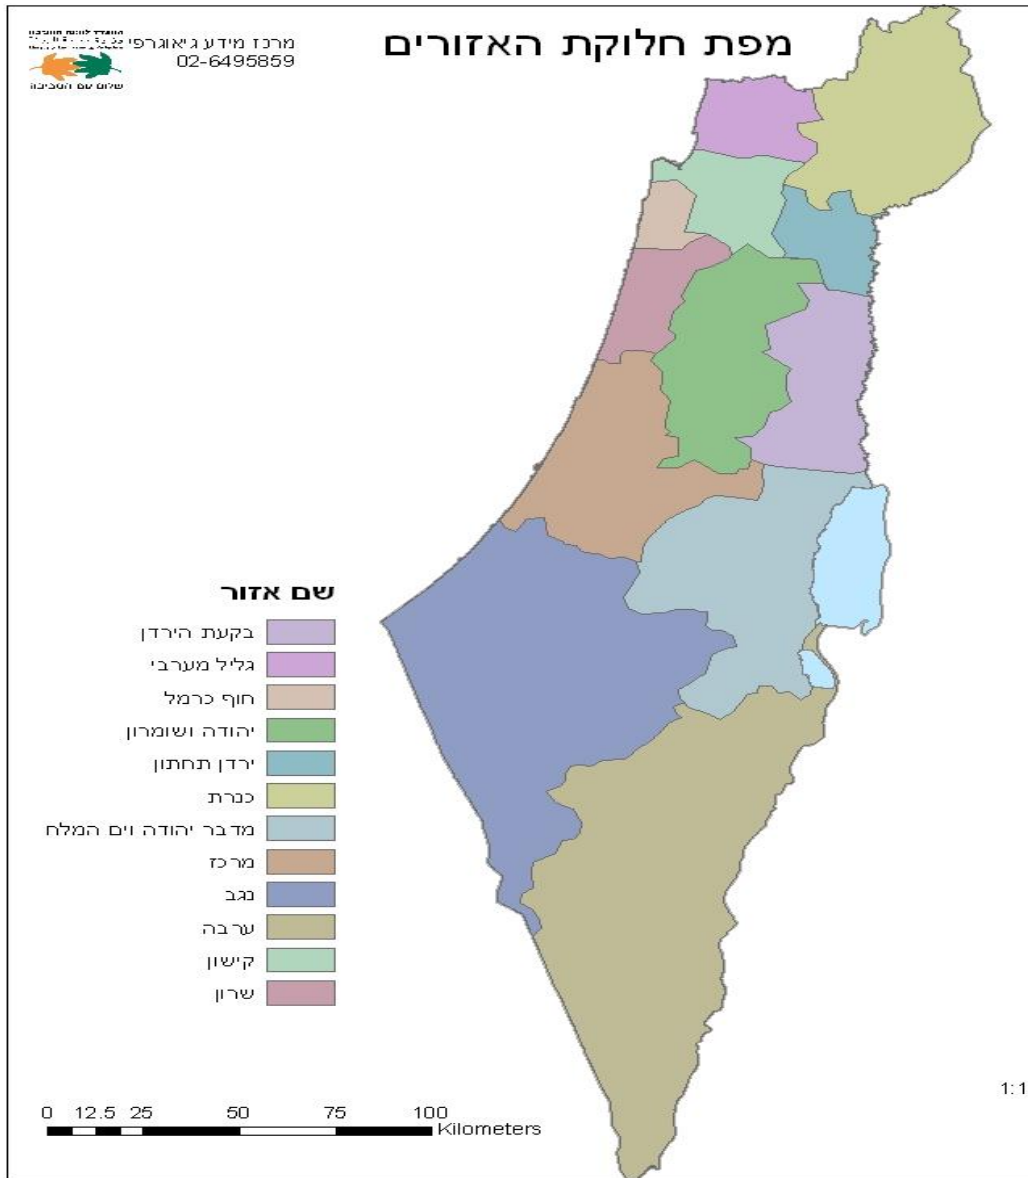 מפת חלוקת האזורים
מרכז מידע גיאוגרפי
02-6495859
שלום עם הסביבה
שם אזור
בקעת הירדן
גליל מערבי
חוף כרמל
יהודה ושומרון
ירדן תחתון
כנרת
מדבר יהודה וים המלח
מרכז
נגב
ערבה
קישון
שרון
0 12.5 25 50 75 100
Kilometers
1:1